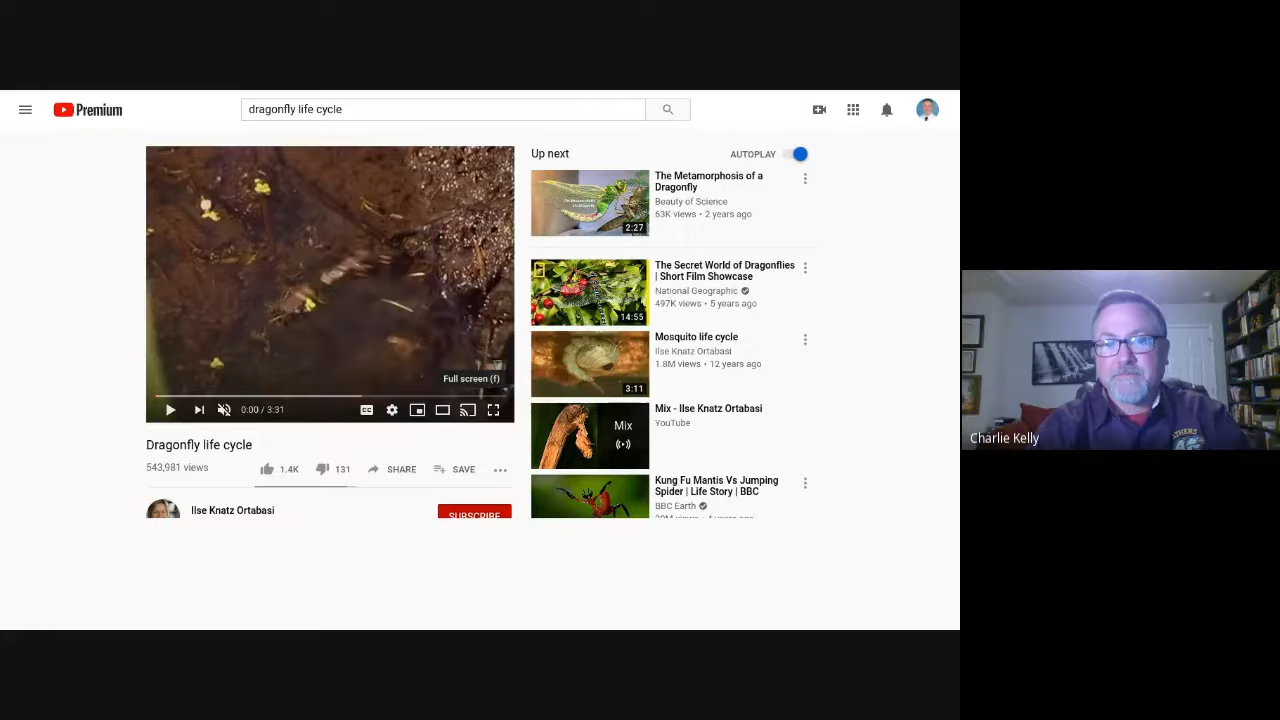 Premium
dragonfly life cycle
Full screen (f)
0:00 / 3:31
CC
Dragonfly life cycle
543,981 views
1.4K
131
SHARE
SAVE
Ilse Knatz Ortabasi
SUBSCRIBE
Up next
AUTOPLAY
The Metamorphosis of a
Dragonfly
Beauty of Science
63K views • 2 years ago
2:27
The Secret World of Dragonflies
| Short Film Showcase
National Geographic
497K views • 5 years ago
14:55
Mosquito life cycle
Ilse Knatz Ortabasi
1.8M views • 12 years ago
3:11
Mix - Ilse Knatz Ortabasi
YouTube
Mix
Kung Fu Mantis Vs Jumping
Spider | Life Story | BBC
BBC Earth
Charlie Kelly
ATHENS